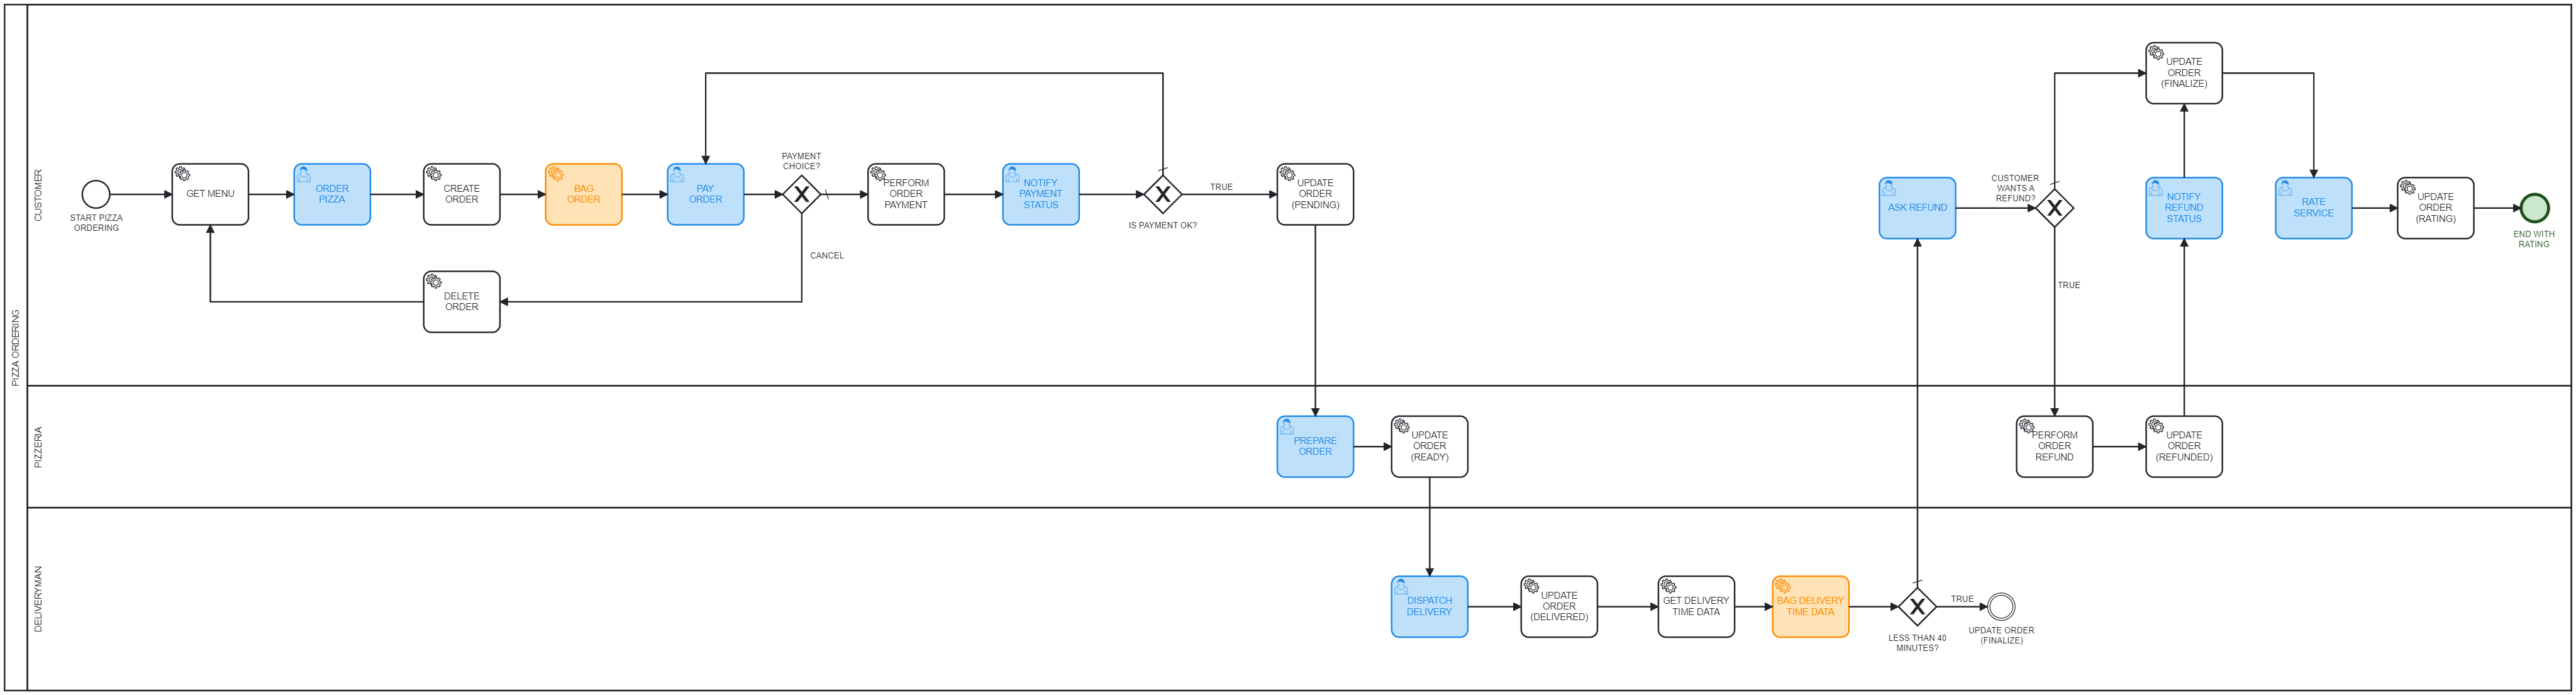 PIZZA ORDERING
CUSTOMER
START PIZZA
ORDERING
GET MENU
ORDER
PIZZA
CREATE
ORDER
BAG
ORDER
PAY
ORDER
PAYMENT
CHOICE?
CANCEL
DELETE
ORDER
PERFORM
ORDER
PAYMENT
NOTIFY
PAYMENT
STATUS
IS PAYMENT OK?
TRUE
UPDATE
ORDER
(PENDING)
ASK REFUND
CUSTOMER
WANTS A
REFUND?
TRUE
UPDATE
ORDER
(FINALIZE)
NOTIFY
REFUND
STATUS
RATE
SERVICE
UPDATE
ORDER
(RATING)
END WITH
RATING
PIZZERIA
PREPARE
ORDER
UPDATE
ORDER
(READY)
PERFORM
ORDER
REFUND
UPDATE
ORDER
(REFUNDED)
DELIVERYMAN
DISPATCH
DELIVERY
UPDATE
ORDER
(DELIVERED)
GET DELIVERY
TIME DATA
BAG DELIVERY
TIME DATA
LESS THAN 40
MINUTES?
TRUE
UPDATE ORDER
(FINALIZE)